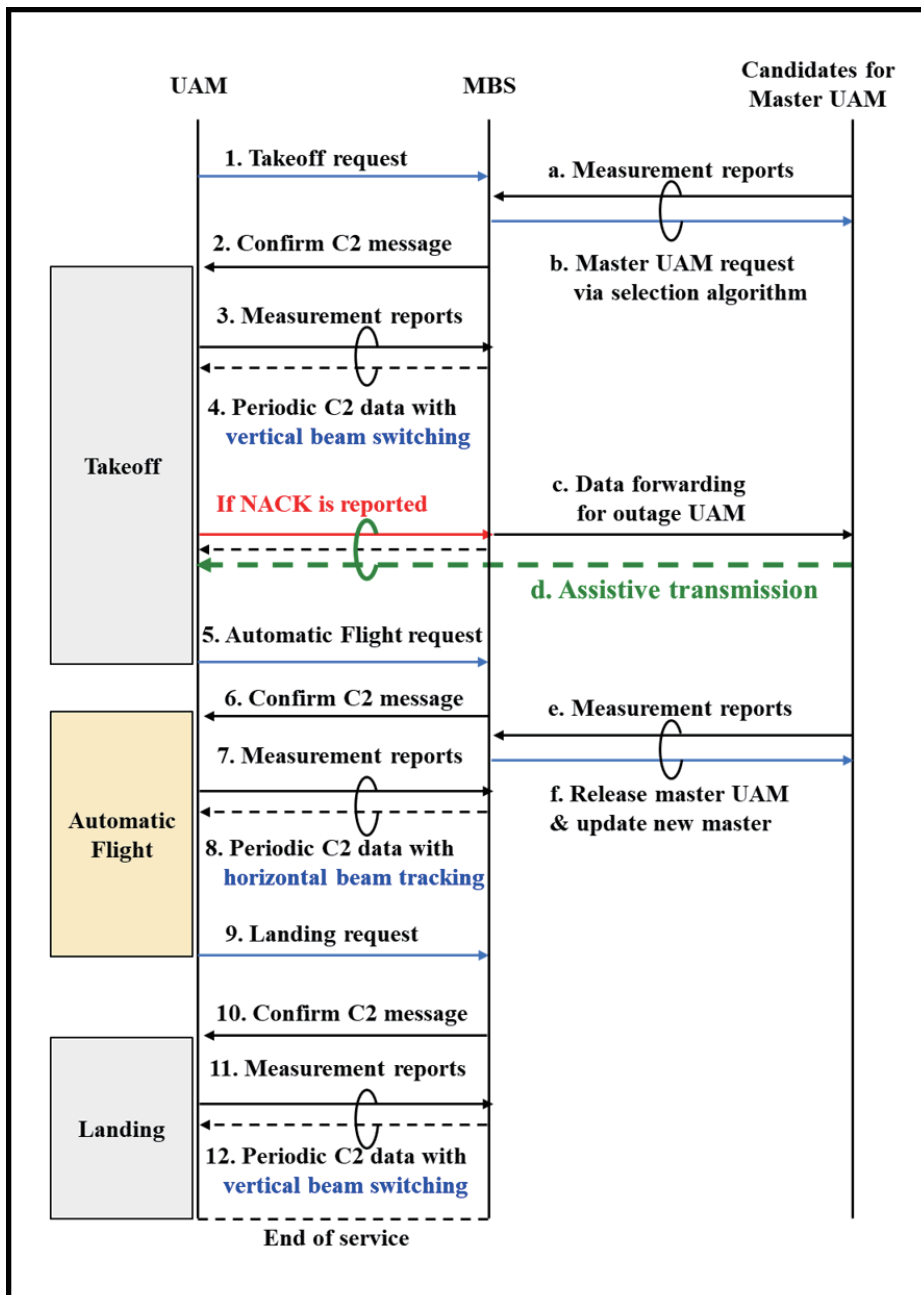 UAM
MBS
Candidates for
Master UAM
1. Takeoff request
a. Measurement reports
2. Confirm C2 message
b. Master UAM request
via selection algorithm
3. Measurement reports
4. Periodic C2 data with
vertical beam switching
Takeoff
If NACK is reported
c. Data forwarding
for outage UAM
d. Assistive transmission
5. Automatic Flight request
6. Confirm C2 message
e. Measurement reports
7. Measurement reports
f. Release master UAM
& update new master
Automatic
Flight
8. Periodic C2 data with
horizontal beam tracking
9. Landing request
10. Confirm C2 message
11. Measurement reports
Landing
12. Periodic C2 data with
vertical beam switching
End of service